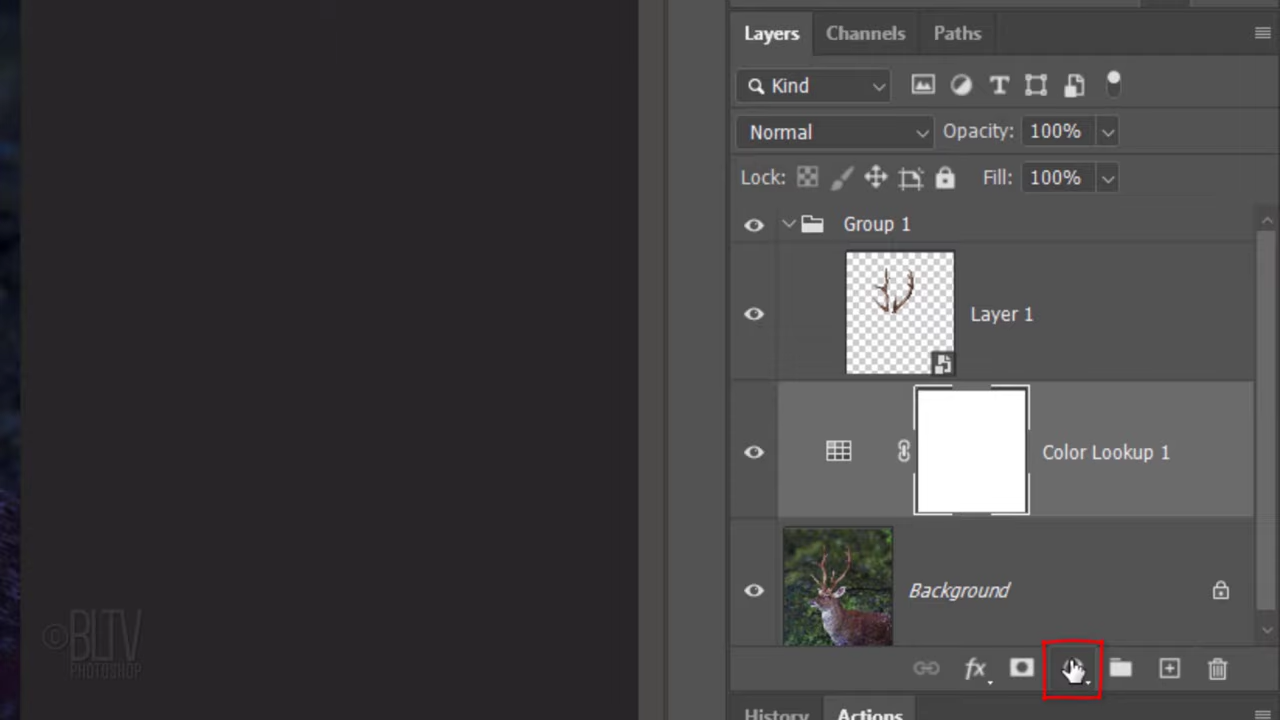 Layers Channels Paths
Kind
Normal Opacity: 100%
Lock: Fill: 100%
Group 1
Layer 1
Color Lookup 1
Background
fx
©BLTV
PHOTOSHOP
History Actions